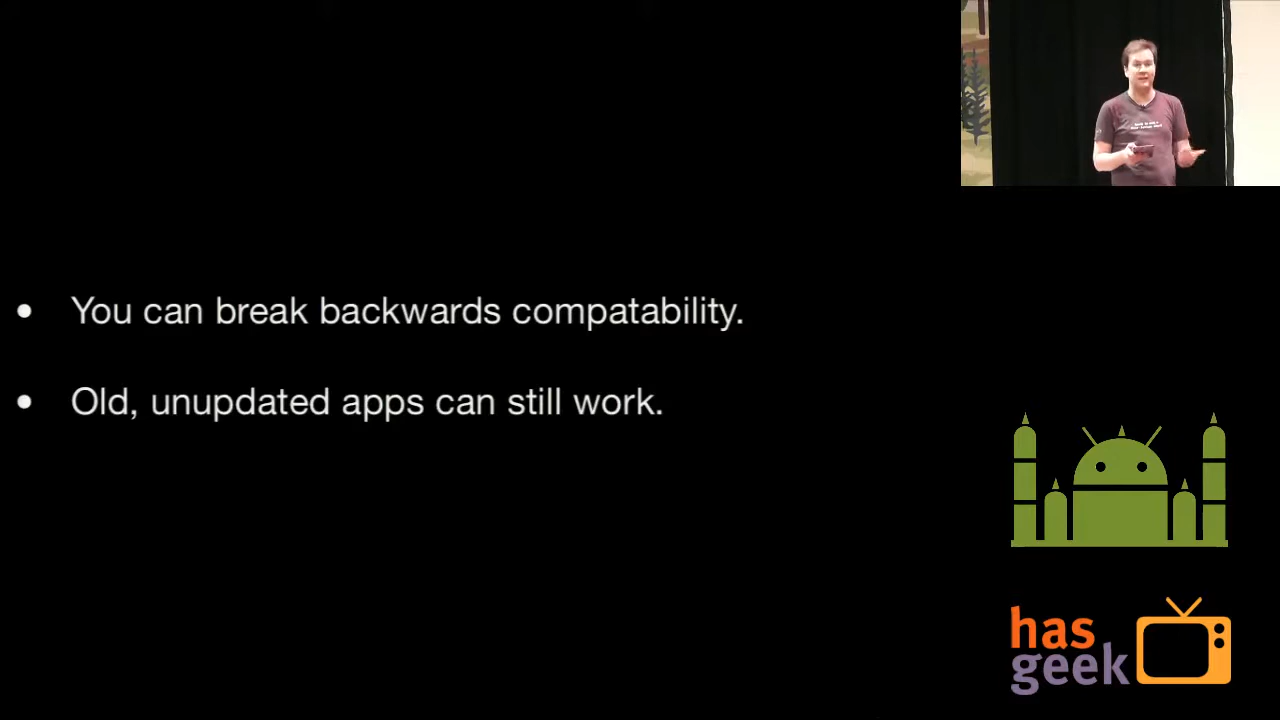 • You can break backwards compatability.
• Old, unupdated apps can still work.
has
geek